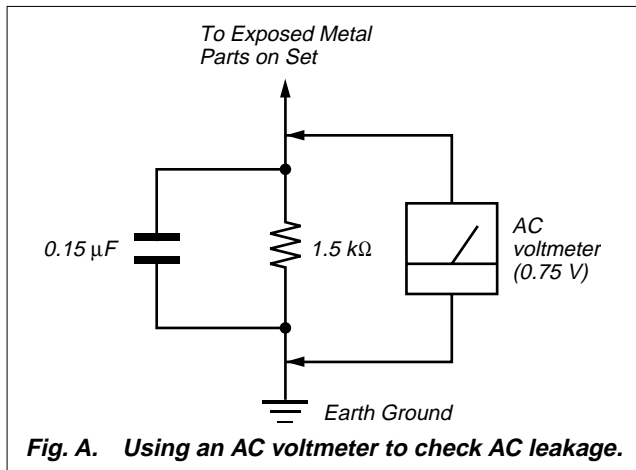 To Exposed Metal
Parts on Set
0.15 μF
1.5 kΩ
AC
voltmeter
(0.75 V)
Earth Ground
Fig. A. Using an AC voltmeter to check AC leakage.